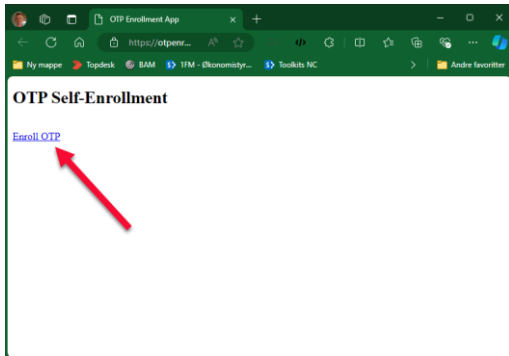 OTP Enrollment App
https://otpenr...
Ny mappe
Topdesk
BAM
1FM - Økonomistyr...
Toolkits NC
Andre favoritter
OTP Self-Enrollment
Enroll OTP